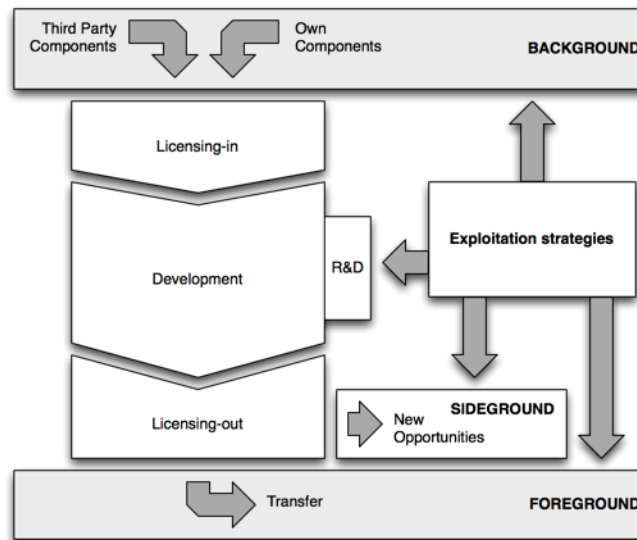 Third Party
Components
Own
Components
BACKGROUND
Licensing-in
Exploitation strategies
R&D
Development
SIDEGROUND
New
Opportunities
Licensing-out
Transfer
FOREGROUND